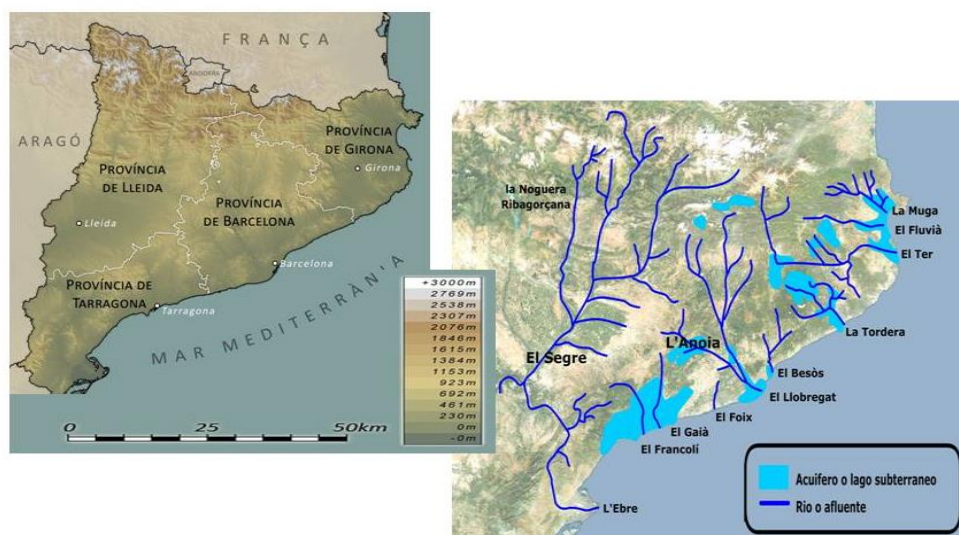 FRANÇA
ANDORRA
ARAGÓ
PROVÍNCIA
DE GIRONA
Girona
PROVÍNCIA
DE LLEIDA
PROVÍNCIA
DE BARCELONA
Lleida
Barcelona
PROVÍNCIA DE
TARRAGONA
Tarragona
MAR MEDITERRÀN'A
+3000m
2769m
2538m
2307m
2076m
1846m
1615m
1384m
1153m
923m
692m
461m
230m
0m
-0m
0 25 50km
la Noguera
Ribagorçana
La Muga
El Fluvià
El Ter
La Tordera
L'Anoia
El Segre
El Besòs
El Llobregat
El Foix
El Gaià
El Francolí
L'Ebre
Acuifero o lago subterraneo
Rio o afluente